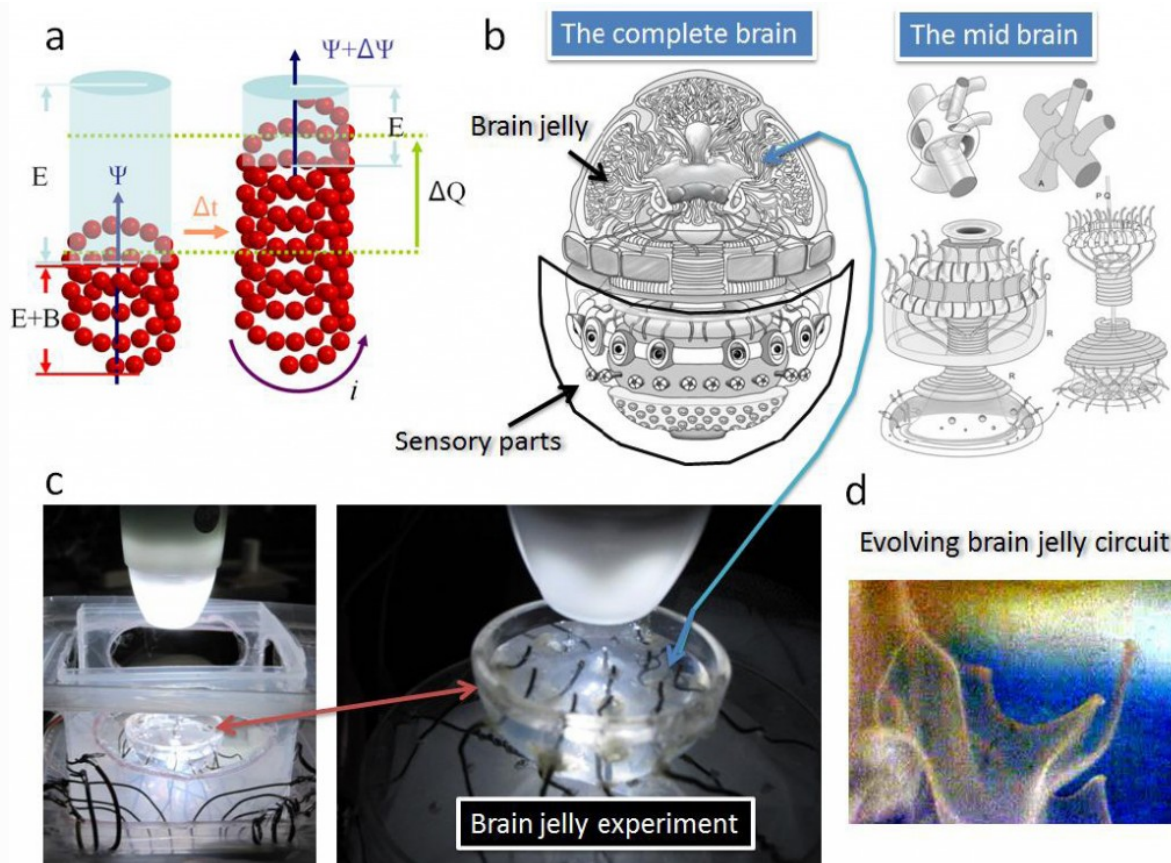 a
Ψ+ΔΨ
E
E
Ψ
Δt
ΔQ
E+B
i
b
The complete brain
The mid brain
Brain jelly
Sensory parts
A
P Q
Q
R
R
c
Brain jelly experiment
d
Evolving brain jelly circuit